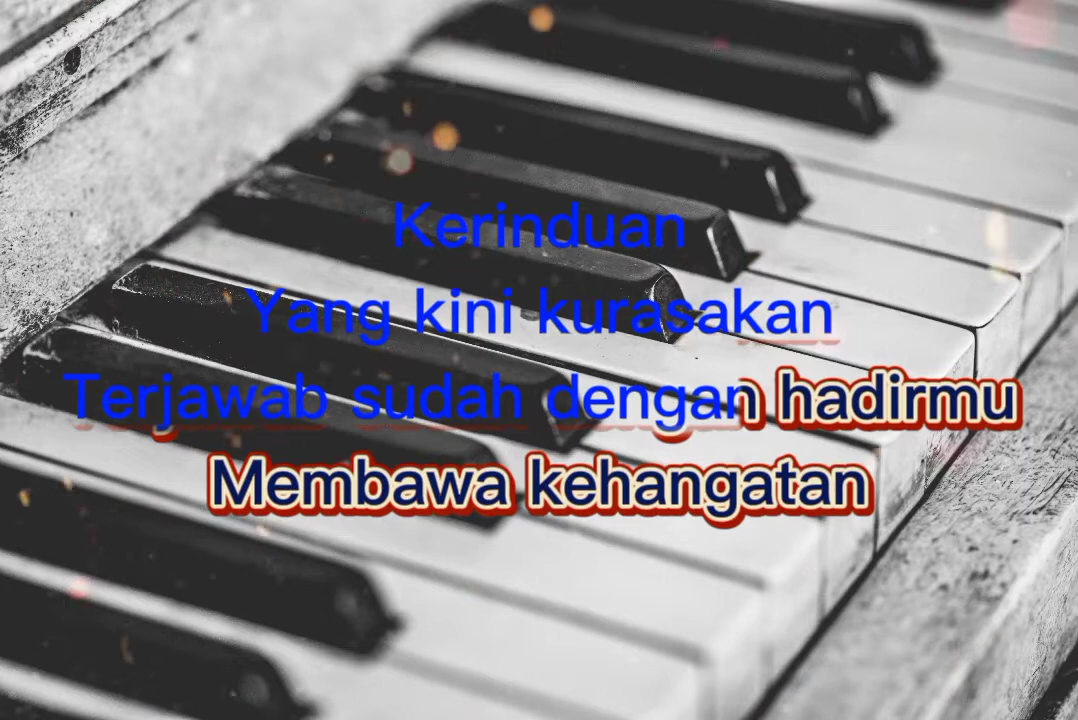 Kerinduan
Yang kini kurasakan
Terjawab sudah dengan hadirmu
Membawa kehangatan